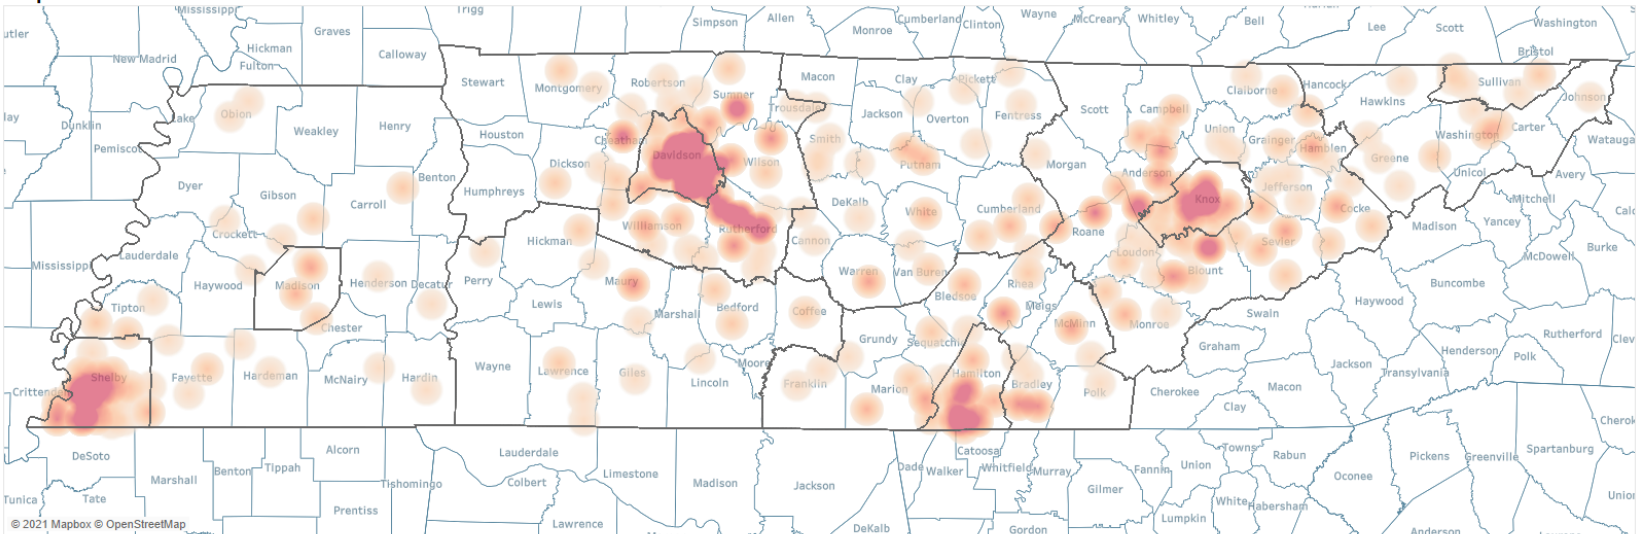 Mississippi
Trigg
Simpson
Allen
Cumberland
Clinton
Wayne
McCreary
Whitley
Bell
Lee
Scott
Washington
Graves
Monroe
Hickman
Fulton
Calloway
New Madrid
Bristol
Stewart
Montgomery
Robertson
Sumner
Macon
Trousdale
Clay
Pickett
Scott
Campbell
Claiborne
Hancock
Hawkins
Sullivan
Johnson
Obion
Lake
Dunklin
Pemiscot
Weakley
Henry
Houston
Cheatham
Davidson
Wilson
Smith
Jackson
Overton
Fentress
Morgan
Anderson
Union
Grainger
Hamblen
Greene
Washington
Carter
Unicoi
Watauga
Avery
Dyer
Gibson
Carroll
Benton
Humphreys
Dickson
Putnam
DeKalb
White
Cumberland
Roane
Knox
Jefferson
Cocke
Sevier
Mitchell
Yancey
Madison
Burke
McDowell
Crockett
Lauderdale
Haywood
Madison
Henderson
Decatur
Perry
Hickman
Williamson
Rutherford
Cannon
Warren
Van Buren
Bledsoe
Rhea
Meigs
Loudon
Blount
Monroe
McMinn
Buncombe
Haywood
Swain
Tipton
Chester
Lewis
Maury
Marshall
Bedford
Coffee
Grundy
Sequatchie
Graham
Jackson
Henderson
Rutherford
Polk
Transylvania
Crittenden
Shelby
Fayette
Hardeman
McNairy
Hardin
Wayne
Lawrence
Giles
Lincoln
Moore
Franklin
Marion
Hamilton
Bradley
Polk
Cherokee
Clay
Macon
DeSoto
Tunica
Tate
Marshall
Benton
Tippah
Alcorn
Prentiss
Tishomingo
Lauderdale
Colbert
Lawrence
Limestone
Madison
Jackson
DeKalb
Dade
Walker
Catoosa
Whitfield
Murray
Gordon
Gilmer
Fannin
Union
Towns
White
Lumpkin
Habersham
Rabun
Oconee
Pickens
Greenville
Spartanburg
Anderson
© 2021 Mapbox © OpenStreetMap